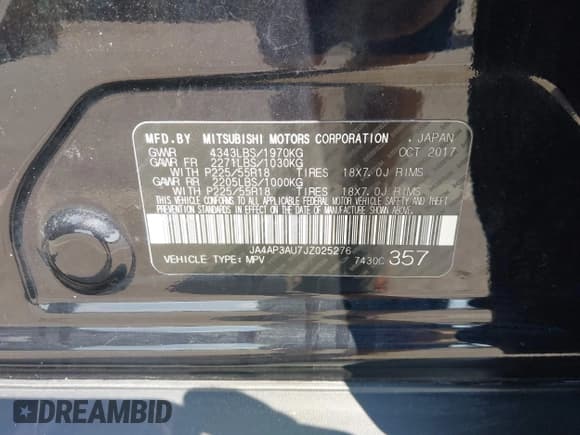 MFD.BY MITSUBISHI MOTORS CORPORATION . JAPAN
GVWR 4343LBS/1970KG OCT 2017
GAWR FR 2271LBS/1030KG
WITH P225/55R18 TIRES 18X7.0J RIMS
GAWR RR 2205LBS/1000KG
WITH P225/55R18 TIRES 18X7.0J RIMS
THIS VEHICLE CONFORMS TO ALL APPLICABLE FEDERAL MOTOR VEHICLE SAFETY AND THEFT
PREVENTION STANDARDS IN EFFECT ON THE DATE OF MANUFACTURE SHOWN ABOVE.
JA4AP3AU7JZ025276
VEHICLE TYPE:MPV 7430C 357
DREAMBID